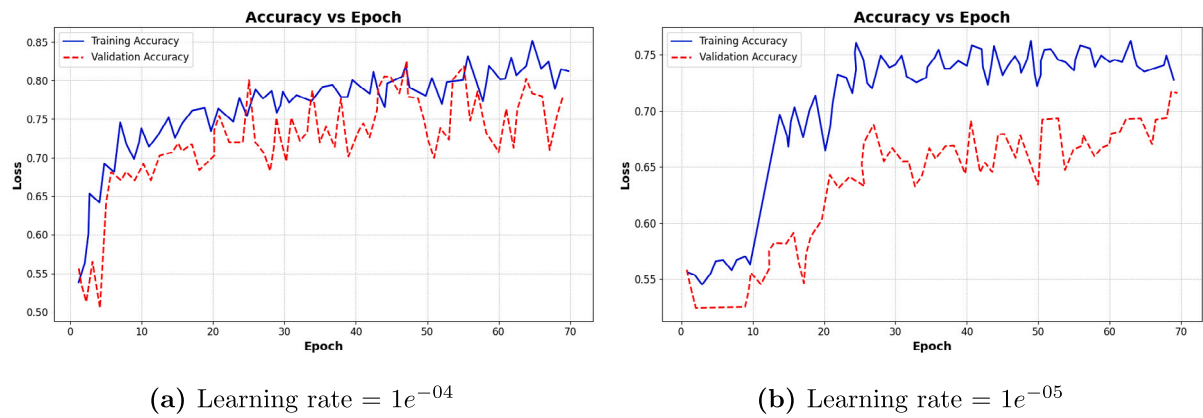 Accuracy vs Epoch
Training Accuracy
Validation Accuracy
0.85
0.80
0.75
0.70
0.65
0.60
0.55
0.50
Loss
0 10 20 30 40 50 60 70
Epoch
(a) Learning rate = 1e⁻⁰⁴
Accuracy vs Epoch
Training Accuracy
Validation Accuracy
0.75
0.70
0.65
0.60
0.55
Loss
0 10 20 30 40 50 60 70
Epoch
(b) Learning rate = 1e⁻⁰⁵